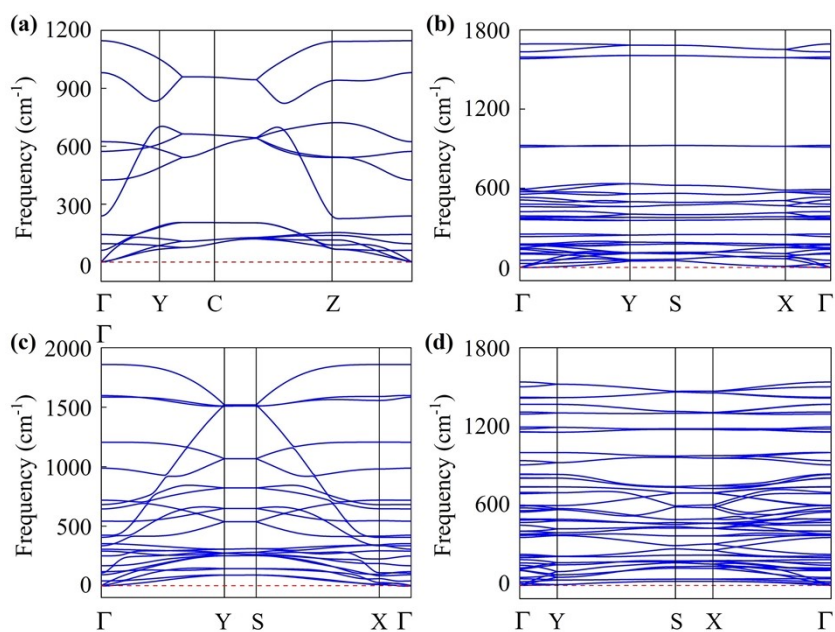 (a)
1200
900
600
300
0
Frequency (cm⁻¹)
Γ Y C Z
Γ
(b)
1800
1200
600
0
Frequency (cm⁻¹)
Γ Y S X Γ
(c)
2000
1500
1000
500
0
Frequency (cm⁻¹)
Γ Y S X Γ
(d)
1800
1200
600
0
Frequency (cm⁻¹)
Γ Y S X Γ